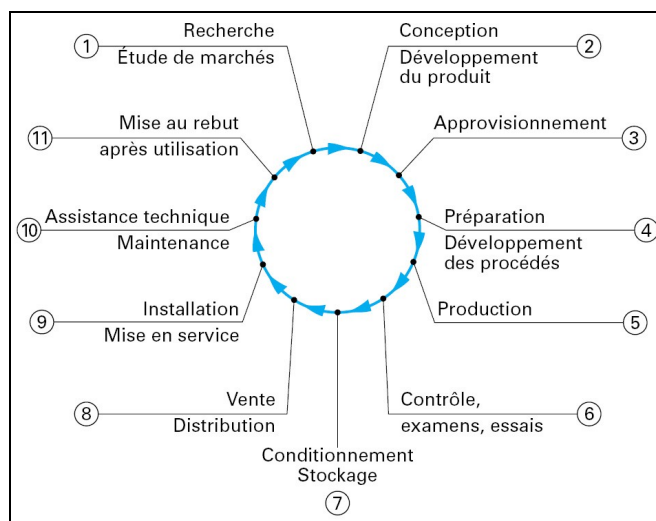 ① Recherche
Étude de marchés
Conception ②
Développement
du produit
Approvisionnement ③
Préparation ④
Développement
des procédés
Production ⑤
Contrôle, ⑥
examens, essais
Conditionnement
Stockage
⑦
⑧ Vente
Distribution
⑨ Installation
Mise en service
⑩ Assistance technique
Maintenance
⑪ Mise au rebut
après utilisation